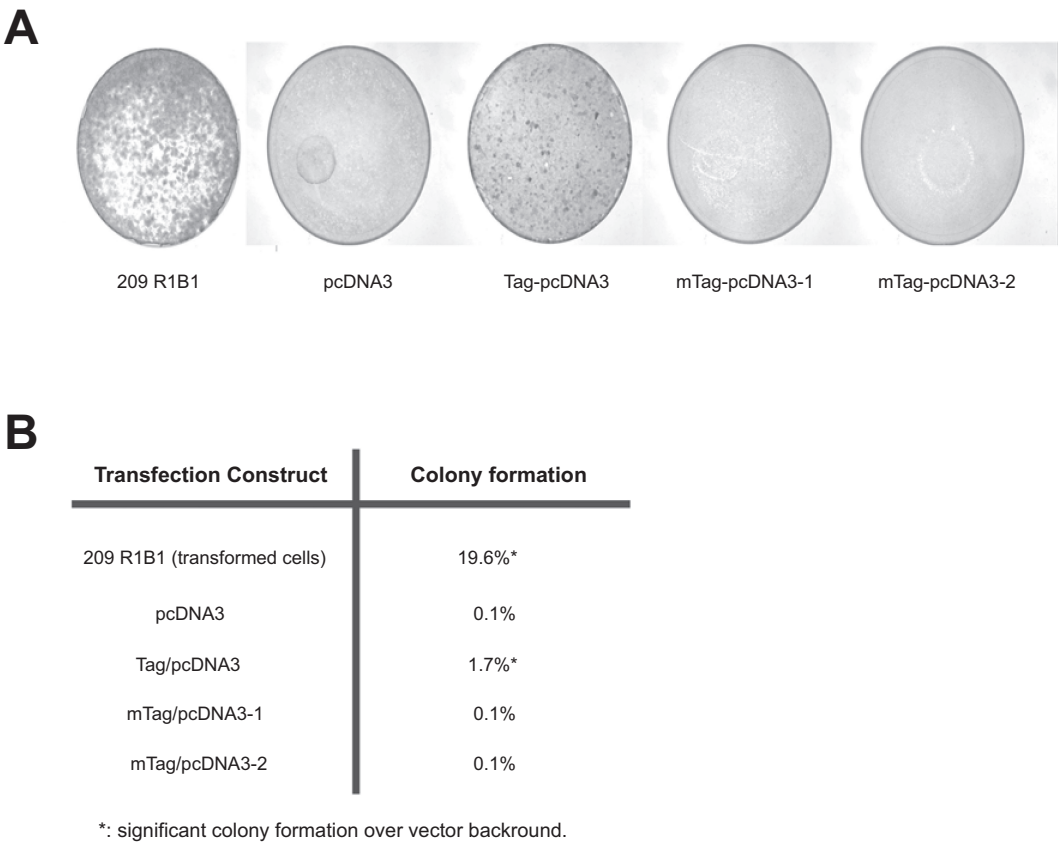 A
209 R1B1
pcDNA3
Tag-pcDNA3
mTag-pcDNA3-1
mTag-pcDNA3-2
B
Transfection Construct Colony formation
209 R1B1 (transformed cells) 19.6%*
pcDNA3 0.1%
Tag/pcDNA3 1.7%*
mTag/pcDNA3-1 0.1%
mTag/pcDNA3-2 0.1%
*: significant colony formation over vector backround.